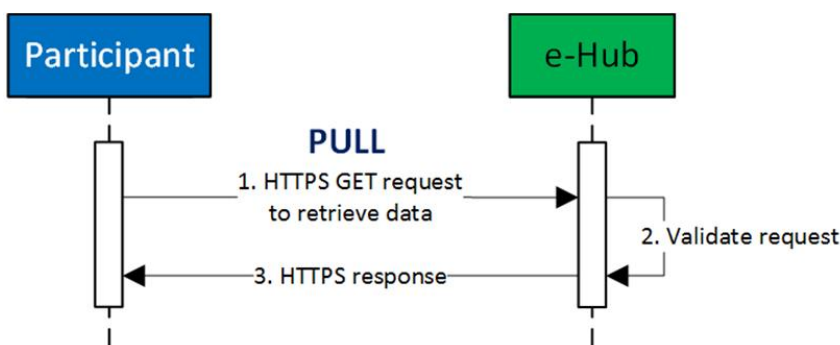 Participant
e-Hub
PULL
1. HTTPS GET request
to retrieve data
2. Validate request
3. HTTPS response